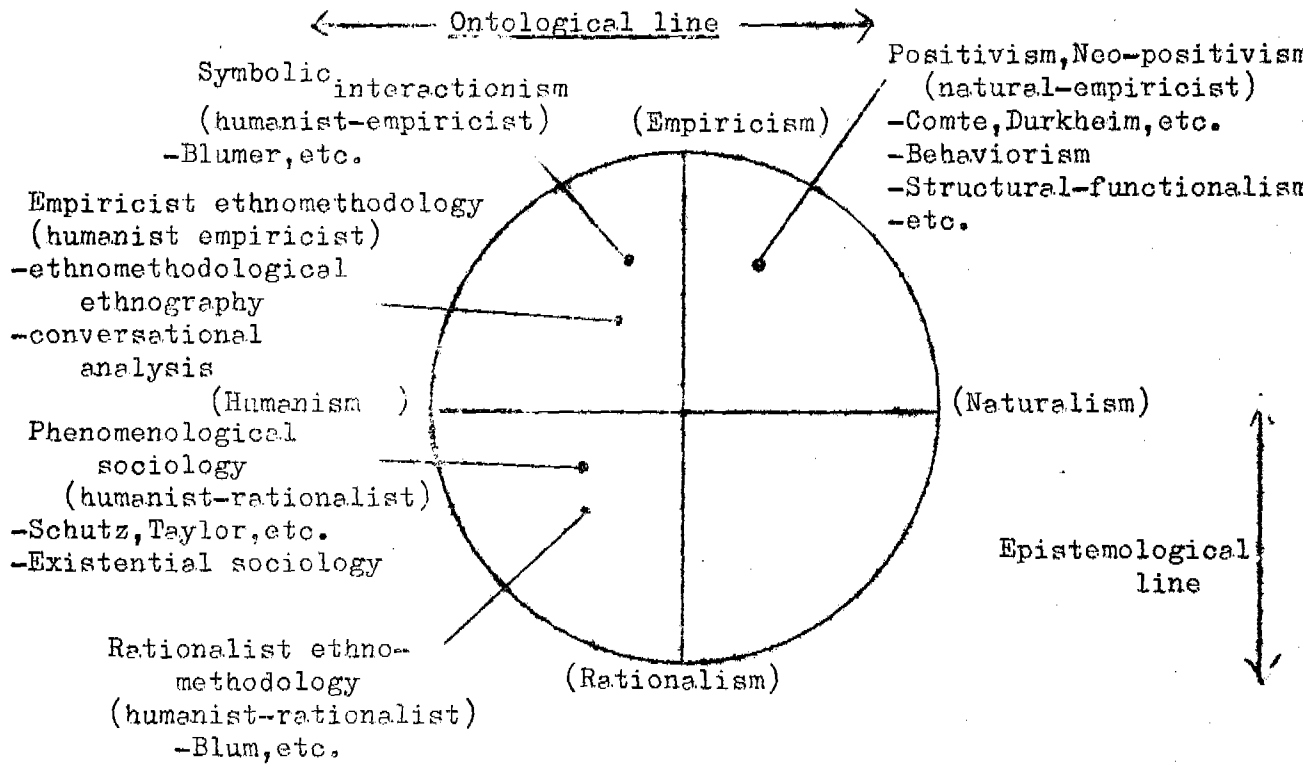 Ontological line
Symbolic interactionism
(humanist-empiricist)
-Blumer,etc.
(Empiricism)
Positivism,Neo-positivism
(natural-empiricist)
-Comte,Durkheim,etc.
-Behaviorism
-Structural-functionalism
-etc.
Empiricist ethnomethodology
(humanist empiricist)
-ethnomethodological
ethnography
-conversational
analysis
(Humanism )
(Naturalism)
Phenomenological
sociology
(humanist-rationalist)
-Schutz,Taylor,etc.
-Existential sociology
Epistemological
line
Rationalist ethno-
methodology
(humanist-rationalist)
-Blum,etc.
(Rationalism)